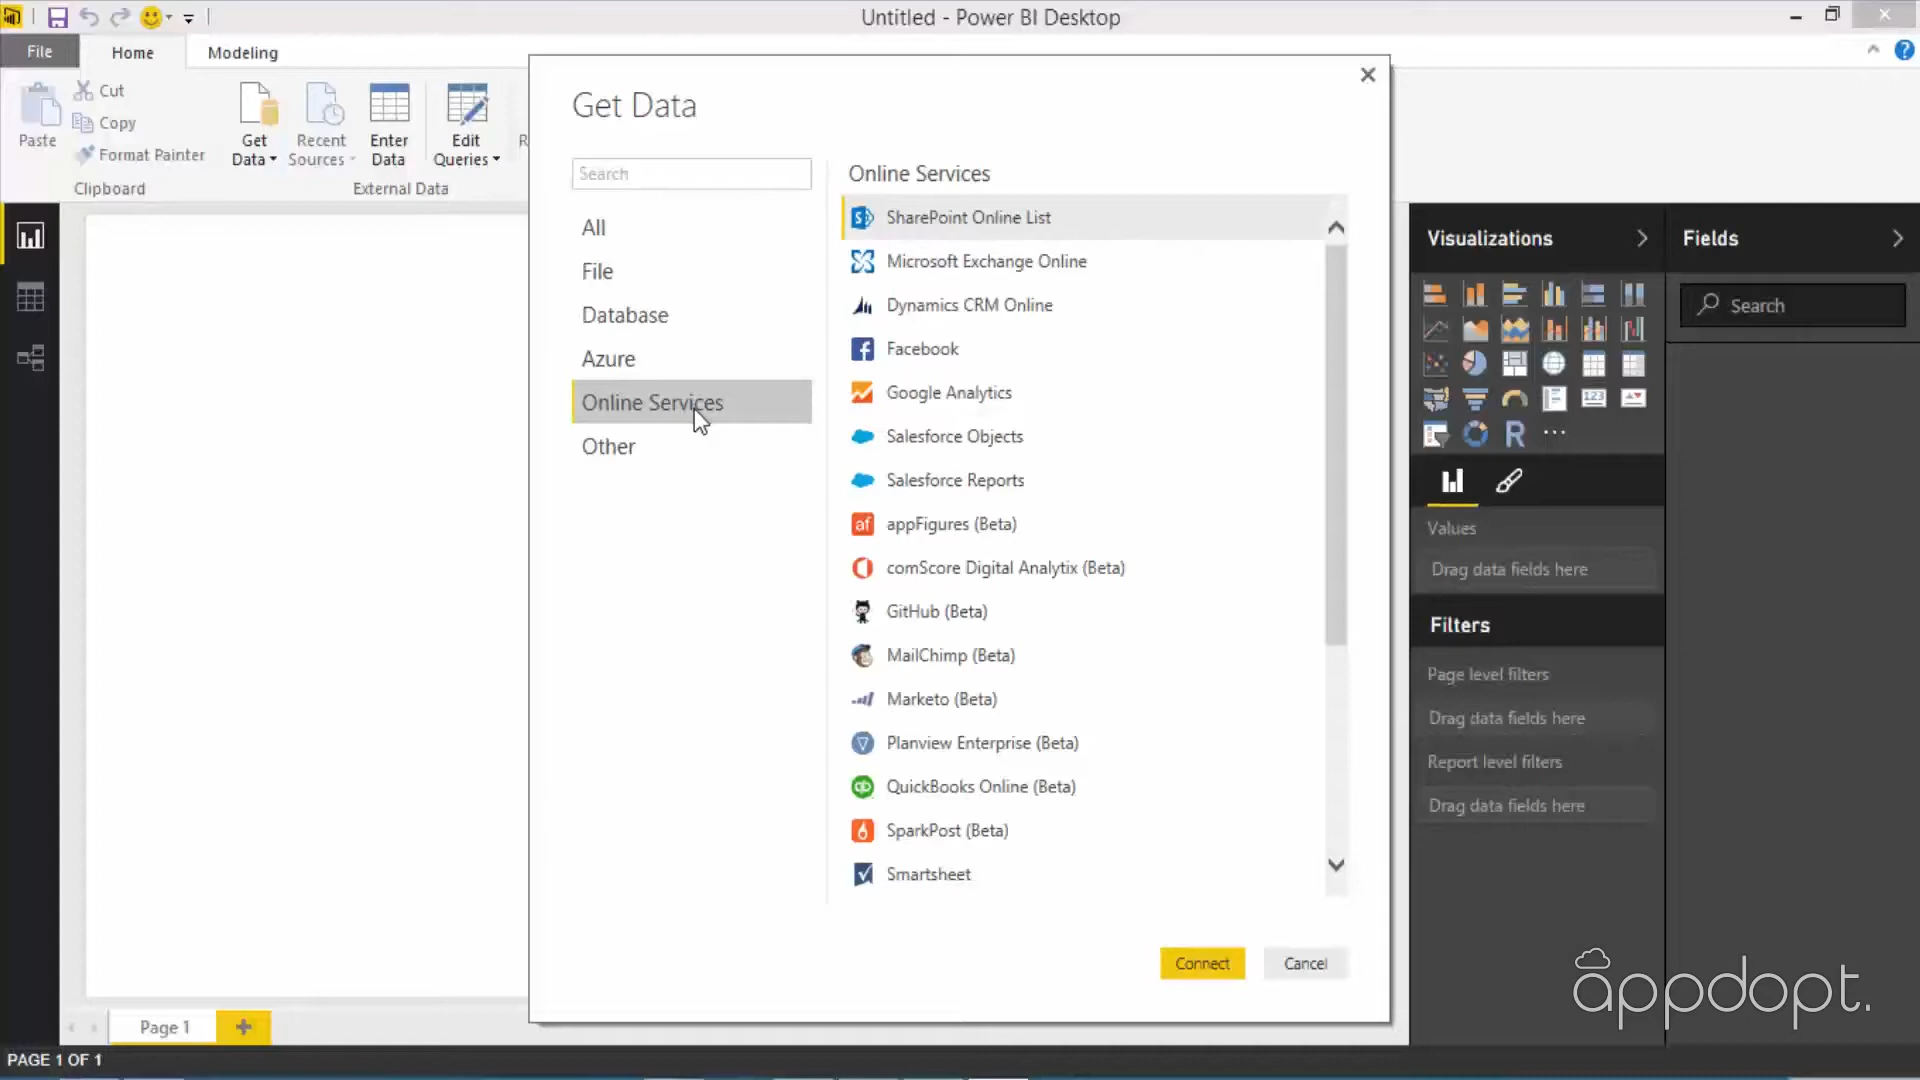 Untitled - Power BI Desktop
File
Home
Modeling
Paste
Cut
Copy
Format Painter
Clipboard
Get
Data
Recent
Sources
Enter
Data
External Data
Edit
Queries
R
Get Data
Search
All
File
Database
Azure
Online Services
Other
Online Services
SharePoint Online List
Microsoft Exchange Online
Dynamics CRM Online
Facebook
Google Analytics
Salesforce Objects
Salesforce Reports
af
appFigures (Beta)
comScore Digital Analytix (Beta)
GitHub (Beta)
MailChimp (Beta)
Marketo (Beta)
Planview Enterprise (Beta)
qb
QuickBooks Online (Beta)
SparkPost (Beta)
Smartsheet
Connect
Cancel
Visualizations
123
R
Values
Drag data fields here
Filters
Page level filters
Drag data fields here
Report level filters
Drag data fields here
Fields
Search
appdopt.
Page 1
PAGE 1 OF 1